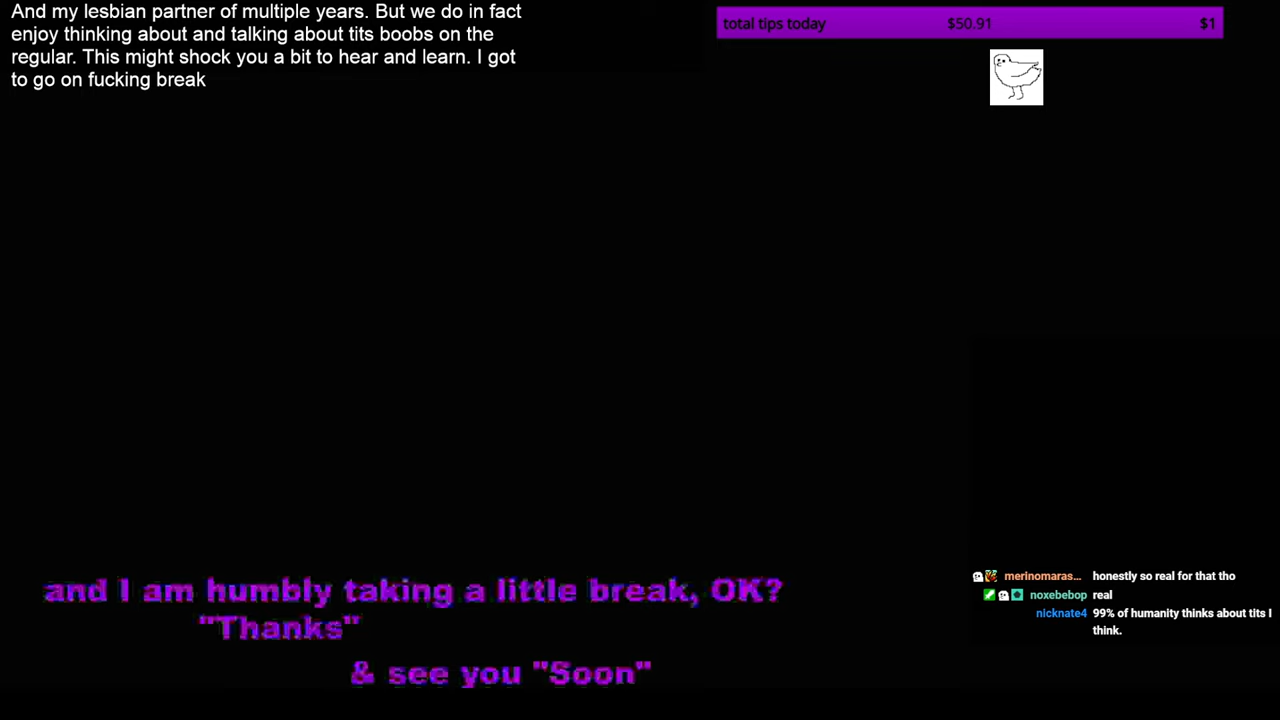 And my lesbian partner of multiple years. But we do in fact
enjoy thinking about and talking about tits boobs on the
regular. This might shock you a bit to hear and learn. I got
to go on fucking break
total tips today $50.91 $1
and I am humbly taking a little break, OK?
"Thanks"
& see you "Soon"
merinomaras... honestly so real for that tho
noxebebop real
nicknate4 99% of humanity thinks about tits I
think.